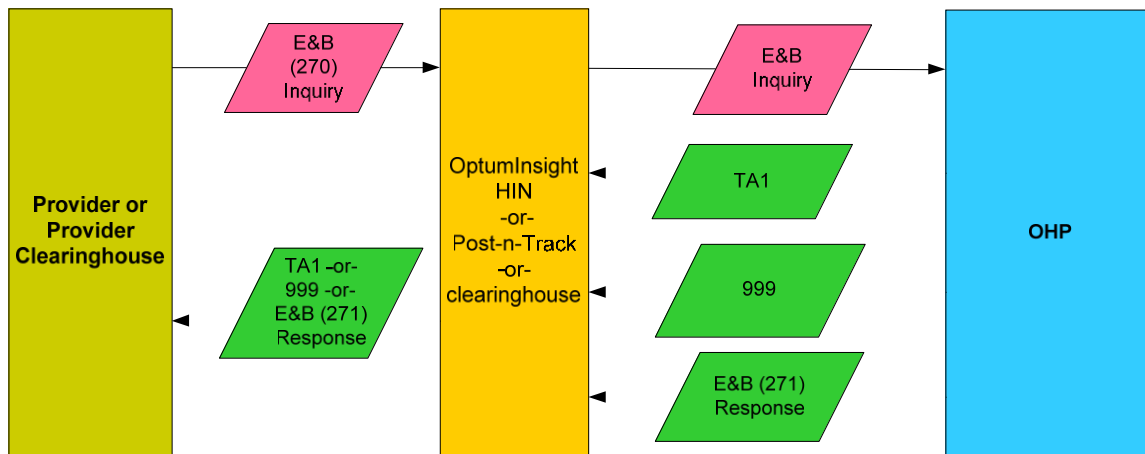 E&B
(270)
Inquiry
E&B
Inquiry
OptumInsight
HIN
-or-
Post-n-Track
-or-
clearinghouse
TA1
Provider or
Provider
Clearinghouse
OHP
TA1 -or-
999 -or-
E&B (271)
Response
999
E&B (271)
Response